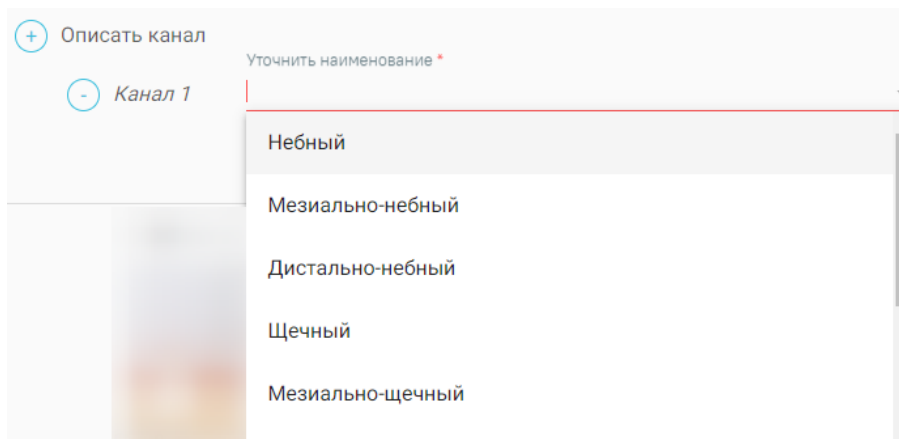 + Описать канал
Уточнить наименование *
- Канал 1
Небный
Мезиально-небный
Дистально-небный
Щечный
Мезиально-щечный